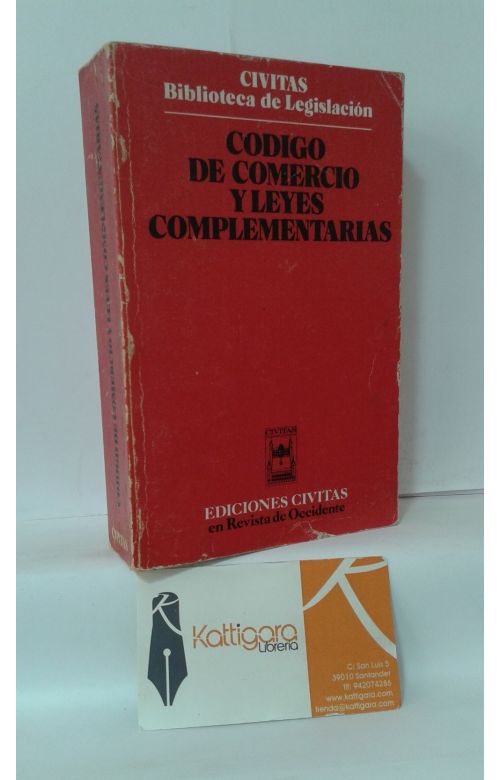 CIVITAS
Biblioteca de Legislación
CODIGO
DE COMERCIO
Y LEYES
COMPLEMENTARIAS
CIVITAS
EDICIONES CIVITAS
en Revista de Occidente
CODIGO DE COMERCIO Y LEYES COMPLEMENTARIAS
CIVITAS
Kattigara
Librería
C/ San Luis 5
39010 Santander
tlf: 942074286
www.kattigara.com
tienda@kattigara.com